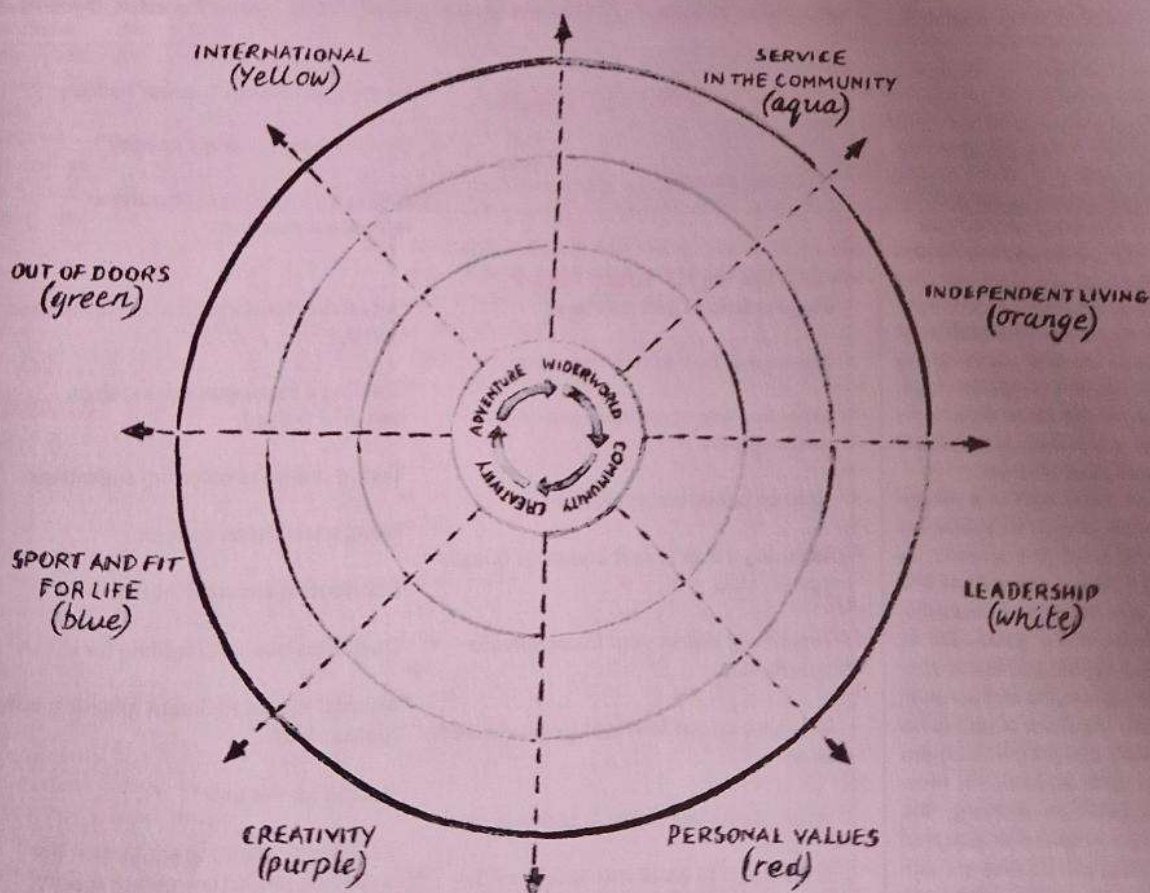 INTERNATIONAL
(Yellow)
SERVICE
IN THE COMMUNITY
(aqua)
OUT OF DOORS
(green)
INDEPENDENT LIVING
(orange)
ADVENTURE
WIDERWORLD
COMMUNITY
CREATIVITY
SPORT AND FIT
FOR LIFE
(blue)
LEADERSHIP
(white)
CREATIVITY
(purple)
PERSONAL VALUES
(red)